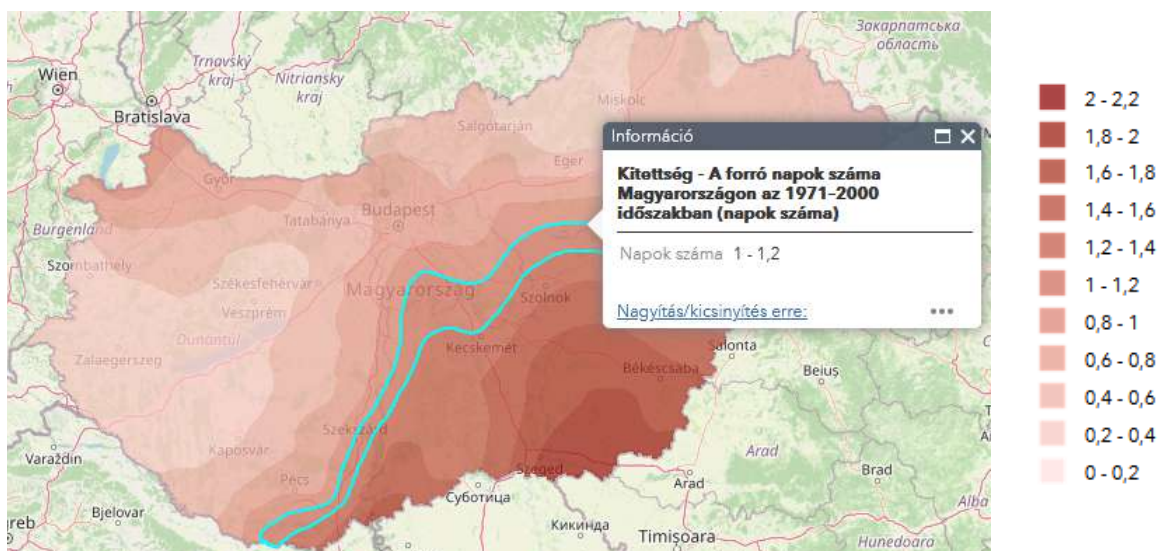 Закарпатська
область
Trnavský
kraj
Nitriansky
kraj
Wien
Bratislava
Miskolc
Salgótarján
Információ
Kitettség - A forró napok száma
Magyarországon az 1971-2000
időszakban (napok száma)
Napok száma 1 - 1,2
Nagyítás/kicsinyítés erre:
Eger
Győr
Tatabánya
Budapest
Burgenland
Szombathely
Székesfehérvár
Magyarország
Szolnok
Veszprém
Dunántúl
Kecskemét
Salonta
Zalaegerszeg
Békéscsaba
Beiuș
Szekszárd
Kaposvár
Varaždin
Pécs
Szeged
Arad
Arad
Brad
Суботица
Alba
Bjelovar
greb
Кикинда
Timișoara
Hunedoara
2 - 2,2
1,8 - 2
1,6 - 1,8
1,4 - 1,6
1,2 - 1,4
1 - 1,2
0,8 - 1
0,6 - 0,8
0,4 - 0,6
0,2 - 0,4
0 - 0,2